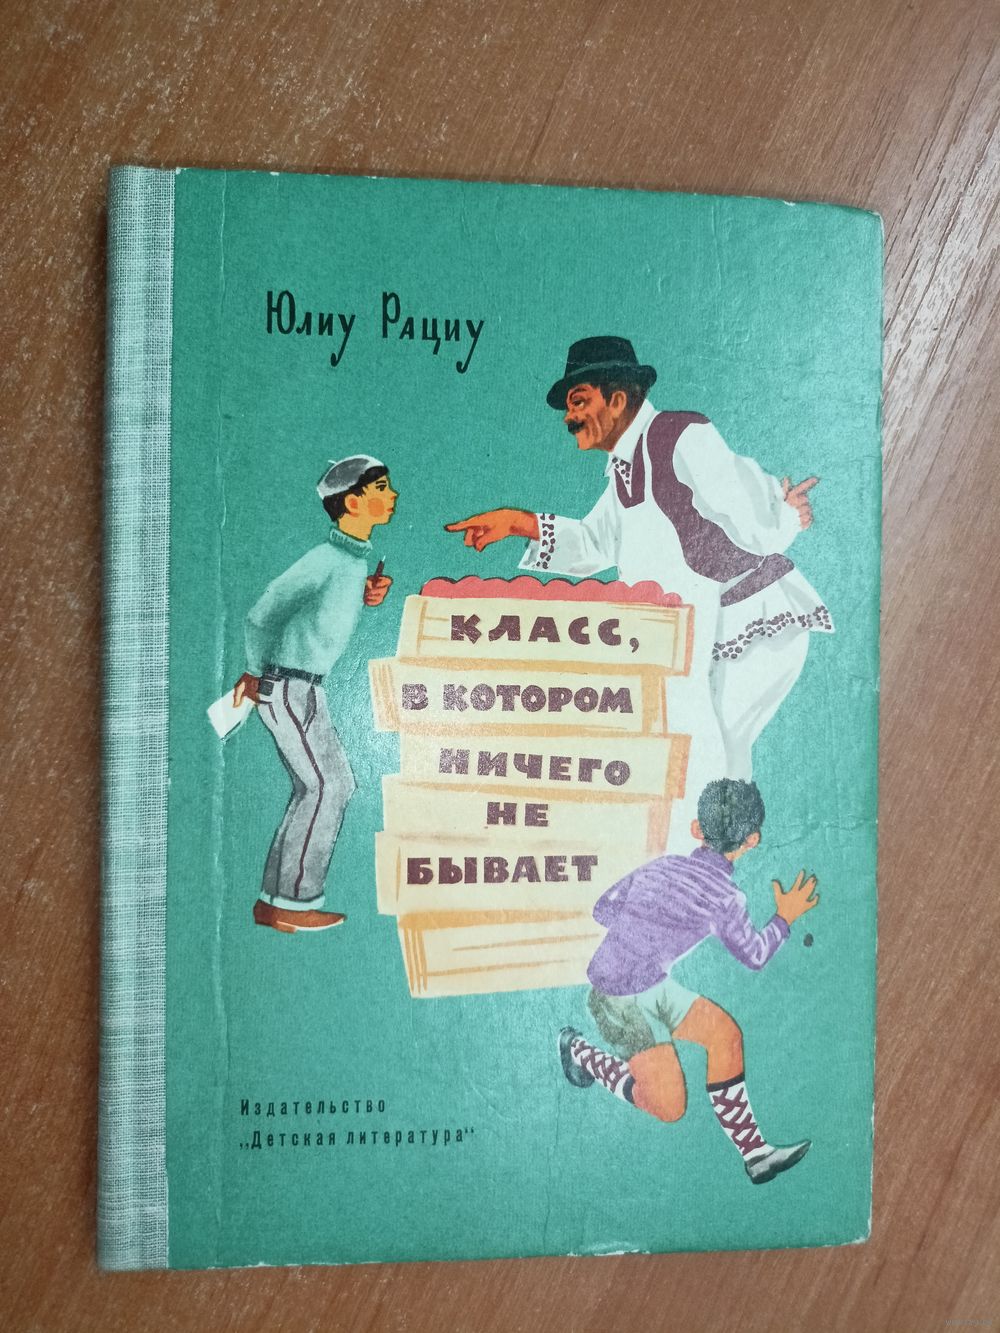 Юлиу Рациу
КЛАСС,
В КОТОРОМ
НИЧЕГО
НЕ
БЫВАЕТ
Издательство
„Детская литература"